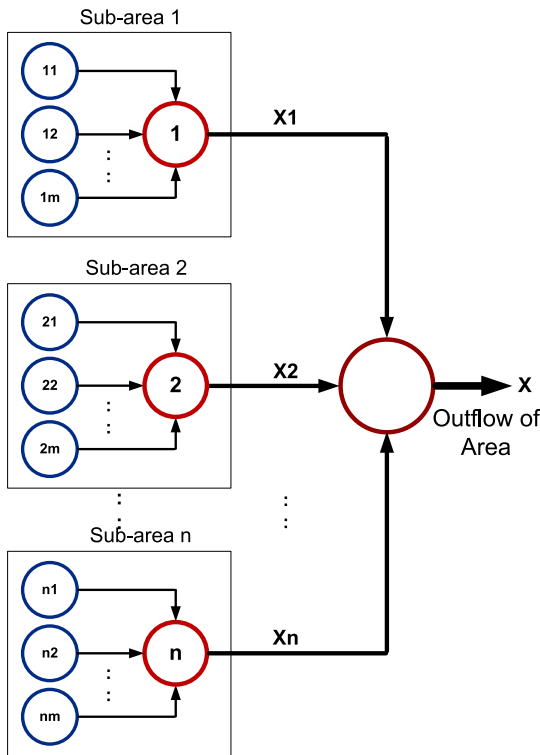 Sub-area 1
11
12
1m
1
X1
Sub-area 2
21
22
2m
2
X2
X
Outflow of
Area
Sub-area n
n1
n2
nm
n
Xn